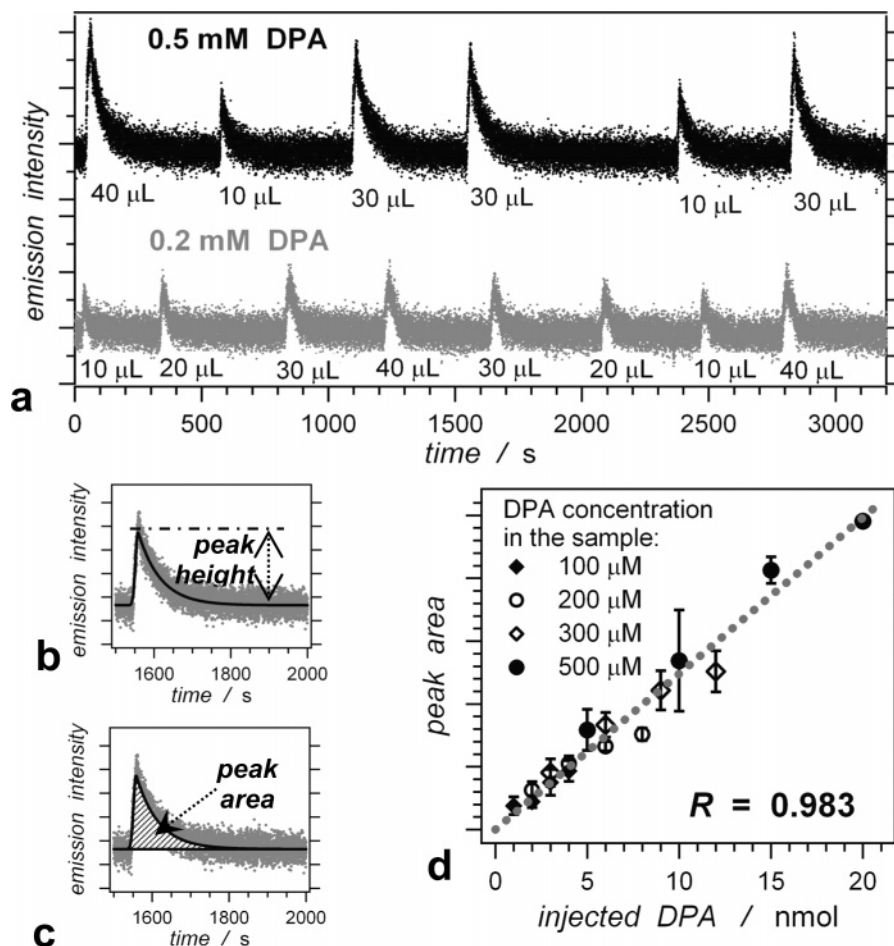 0.5 mM DPA
40 μL 10 μL 30 μL 30 μL 10 μL 30 μL
0.2 mM DPA
10 μL 20 μL 30 μL 40 μL 30 μL 20 μL 10 μL 40 μL
emission intensity
a
0 500 1000 1500 2000 2500 3000
time / s
emission intensity
peak
height
b
1600 1800 2000
time / s
emission intensity
peak
area
c
1600 1800 2000
time / s
DPA concentration
in the sample:
100 μM
200 μM
300 μM
500 μM
peak area
R = 0.983
d
0 5 10 15 20
injected DPA / nmol